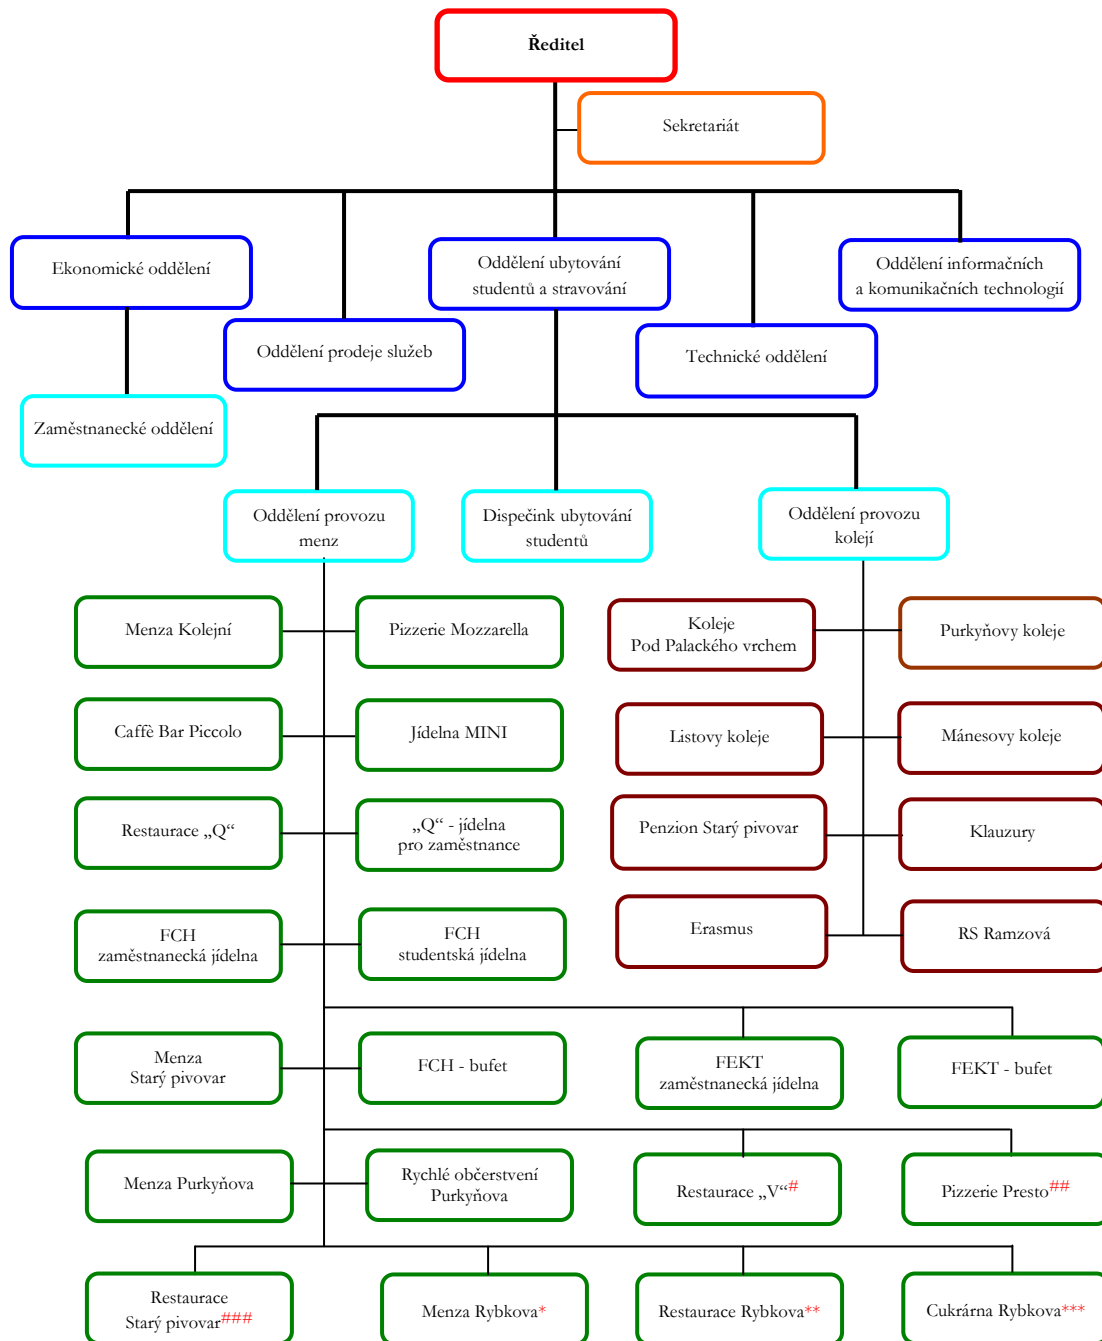 Ředitel
Sekretariát
Ekonomické oddělení
Oddělení ubytování
studentů a stravování
Oddělení informačních
a komunikačních technologií
Oddělení prodeje služeb
Technické oddělení
Zaměstnanecké oddělení
Oddělení provozu
menz
Dispečink ubytování
studentů
Oddělení provozu
kolejí
Menza Kolejní
Pizzerie Mozzarella
Koleje
Pod Palackého vrchem
Purkyňovy koleje
Caffè Bar Piccolo
Jídelna MINI
Listovy koleje
Mánesovy koleje
Restaurace „Q“
„Q“ - jídelna
pro zaměstnance
Penzion Starý pivovar
Klauzury
FCH
zaměstnanecká jídelna
FCH
studentská jídelna
Erasmus
RS Ramzová
Menza
Starý pivovar
FCH - bufet
FEKT
zaměstnanecká jídelna
FEKT - bufet
Menza Purkyňova
Rychlé občerstvení
Purkyňova
Restaurace „V“#
Pizzerie Presto##
Restaurace
Starý pivovar###
Menza Rybkova*
Restaurace Rybkova**
Cukrárna Rybkova***